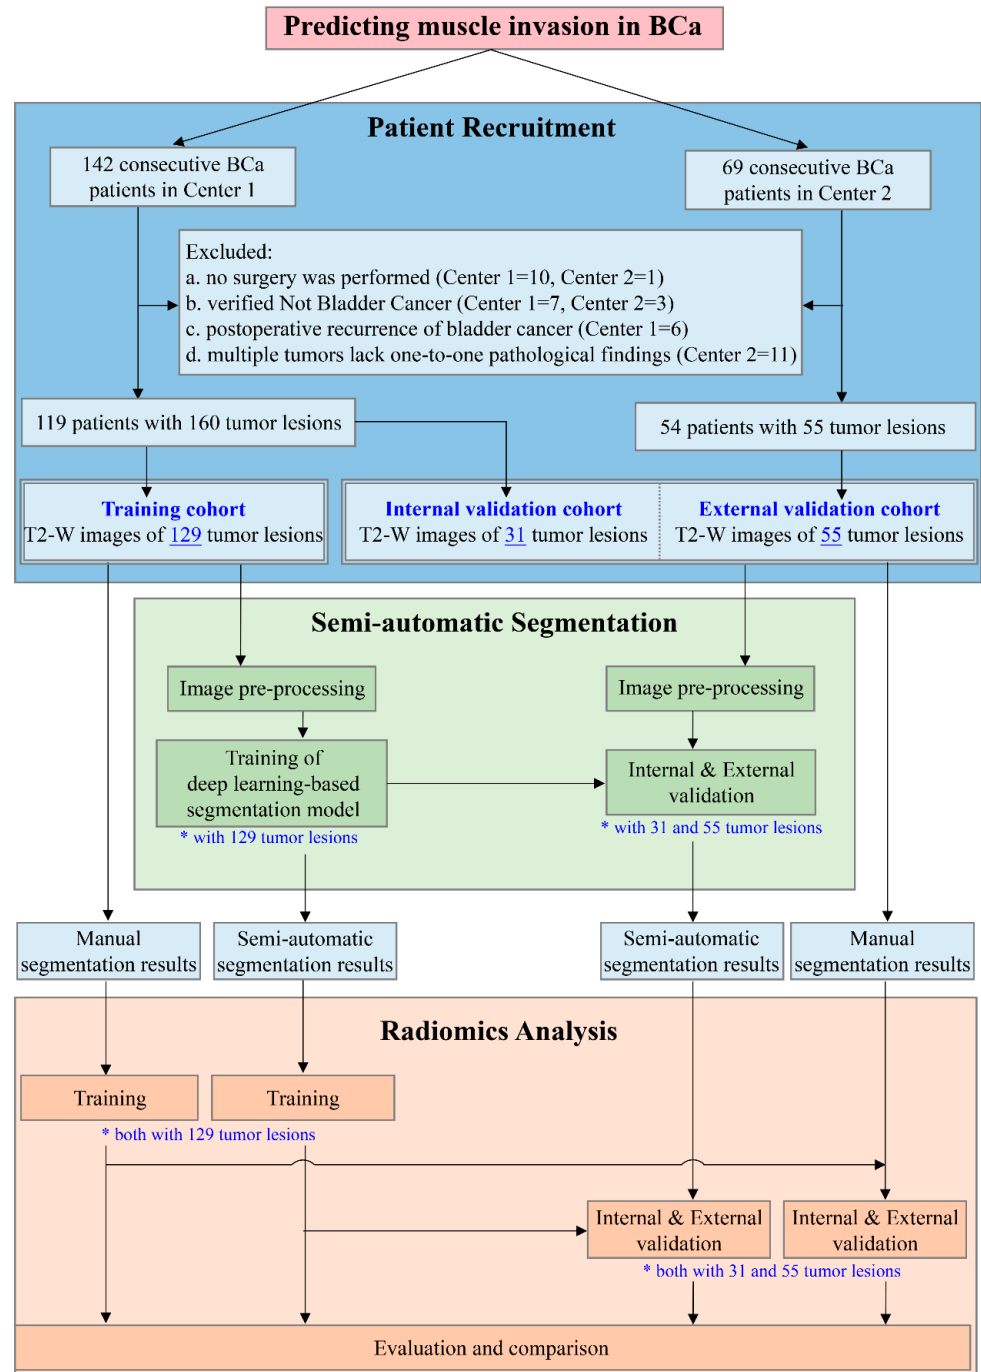 Predicting muscle invasion in BCa
Patient Recruitment
142 consecutive BCa
patients in Center 1
69 consecutive BCa
patients in Center 2
Excluded:
a. no surgery was performed (Center 1=10, Center 2=1)
b. verified Not Bladder Cancer (Center 1=7, Center 2=3)
c. postoperative recurrence of bladder cancer (Center 1=6)
d. multiple tumors lack one-to-one pathological findings (Center 2=11)
119 patients with 160 tumor lesions
54 patients with 55 tumor lesions
Training cohort
T2-W images of 129 tumor lesions
Internal validation cohort
T2-W images of 31 tumor lesions
External validation cohort
T2-W images of 55 tumor lesions
Semi-automatic Segmentation
Image pre-processing
Image pre-processing
Training of
deep learning-based
segmentation model
* with 129 tumor lesions
Internal & External
validation
* with 31 and 55 tumor lesions
Manual
segmentation results
Semi-automatic
segmentation results
Semi-automatic
segmentation results
Manual
segmentation results
Radiomics Analysis
Training
Training
* both with 129 tumor lesions
Internal & External
validation
Internal & External
validation
* both with 31 and 55 tumor lesions
Evaluation and comparison